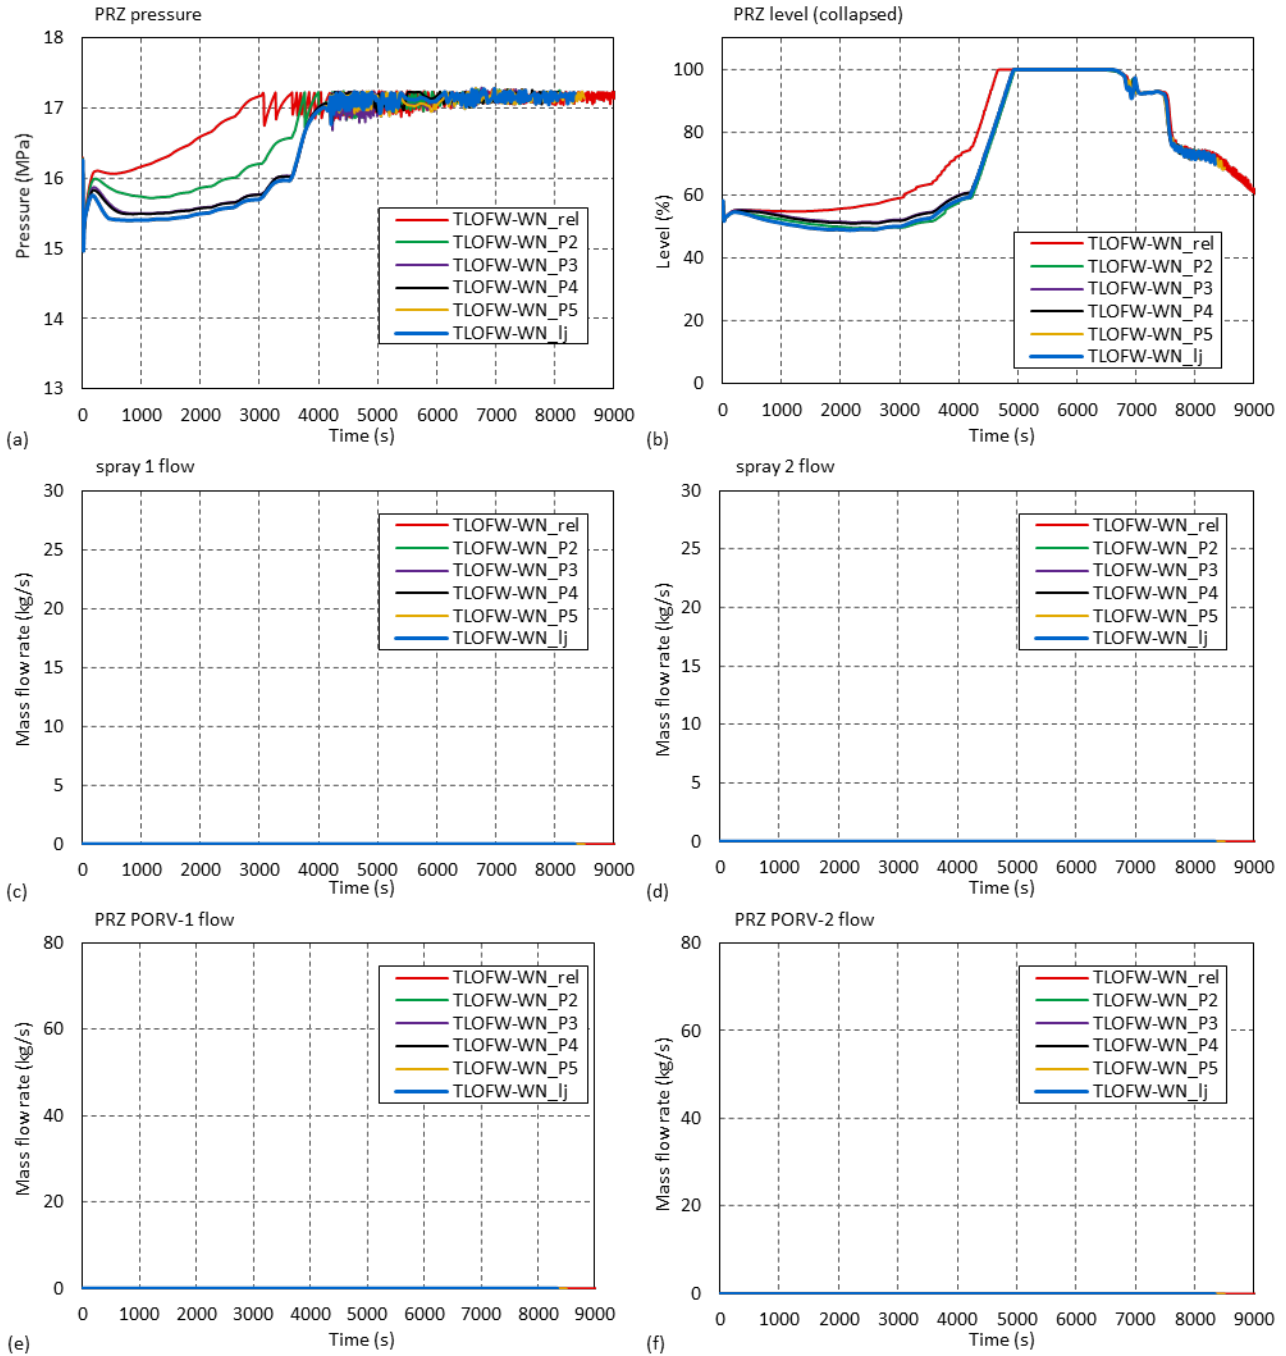 PRZ pressure
18
17
16
15
14
13
Pressure (MPa)
TLOFW-WN_rel
TLOFW-WN_P2
TLOFW-WN_P3
TLOFW-WN_P4
TLOFW-WN_P5
TLOFW-WN_lj
0 1000 2000 3000 4000 5000 6000 7000 8000 9000
Time (s)
(a)
PRZ level (collapsed)
100
80
60
40
20
0
Level (%)
TLOFW-WN_rel
TLOFW-WN_P2
TLOFW-WN_P3
TLOFW-WN_P4
TLOFW-WN_P5
TLOFW-WN_lj
0 1000 2000 3000 4000 5000 6000 7000 8000 9000
Time (s)
(b)
spray 1 flow
30
25
20
15
10
5
0
Mass flow rate (kg/s)
TLOFW-WN_rel
TLOFW-WN_P2
TLOFW-WN_P3
TLOFW-WN_P4
TLOFW-WN_P5
TLOFW-WN_lj
0 1000 2000 3000 4000 5000 6000 7000 8000 9000
Time (s)
(c)
spray 2 flow
30
25
20
15
10
5
0
Mass flow rate (kg/s)
TLOFW-WN_rel
TLOFW-WN_P2
TLOFW-WN_P3
TLOFW-WN_P4
TLOFW-WN_P5
TLOFW-WN_lj
0 1000 2000 3000 4000 5000 6000 7000 8000 9000
Time (s)
(d)
PRZ PORV-1 flow
80
60
40
20
0
Mass flow rate (kg/s)
TLOFW-WN_rel
TLOFW-WN_P2
TLOFW-WN_P3
TLOFW-WN_P4
TLOFW-WN_P5
TLOFW-WN_lj
0 1000 2000 3000 4000 5000 6000 7000 8000 9000
Time (s)
(e)
PRZ PORV-2 flow
80
60
40
20
0
Mass flow rate (kg/s)
TLOFW-WN_rel
TLOFW-WN_P2
TLOFW-WN_P3
TLOFW-WN_P4
TLOFW-WN_P5
TLOFW-WN_lj
0 1000 2000 3000 4000 5000 6000 7000 8000 9000
Time (s)
(f)